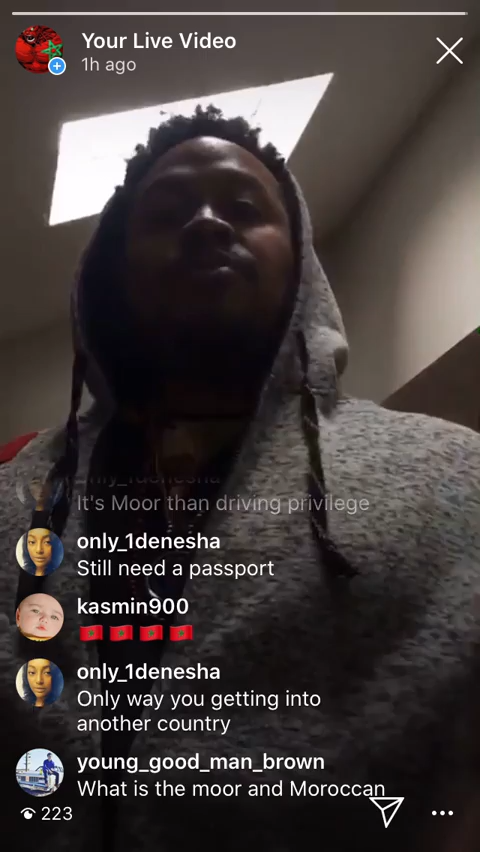 Your Live Video
1h ago
only_1denesha
It's Moor than driving privilege
only_1denesha
Still need a passport
kasmin900
🇲🇦 🇲🇦 🇲🇦 🇲🇦
only_1denesha
Only way you getting into
another country
young_good_man_brown
What is the moor and Moroccan
223